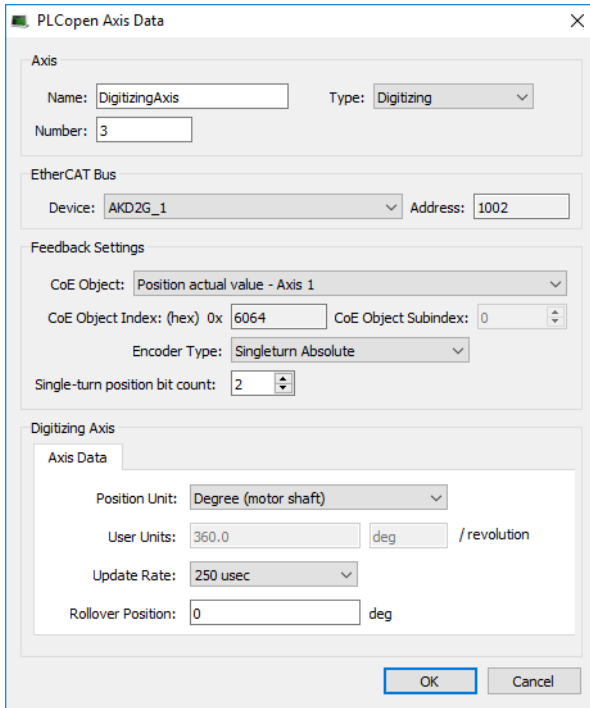 PLCopen Axis Data
Axis
Name: DigitizingAxis Type: Digitizing
Number: 3
EtherCAT Bus
Device: AKD2G_1 Address: 1002
Feedback Settings
CoE Object: Position actual value - Axis 1
CoE Object Index: (hex) 0x 6064 CoE Object Subindex: 0
Encoder Type: Singleturn Absolute
Single-turn position bit count: 2
Digitizing Axis
Axis Data
Position Unit: Degree (motor shaft)
User Units: 360.0 deg / revolution
Update Rate: 250 usec
Rollover Position: 0 deg
OK Cancel